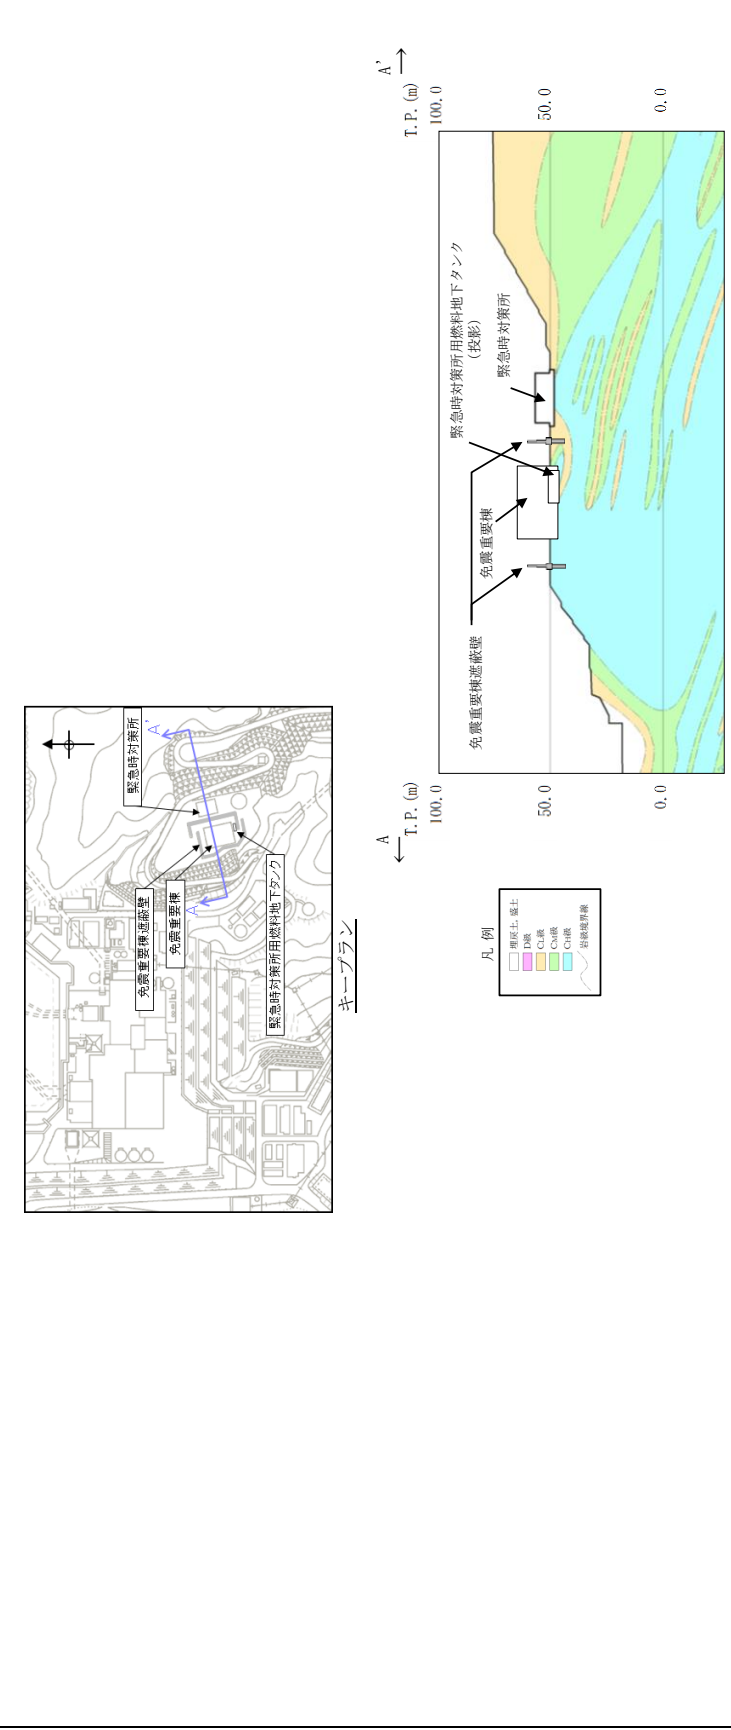 A
A'
T.P.(m)
T.P.(m)
100.0
100.0
50.0
50.0
0.0
0.0
緊急時対策所用燃料地下タンク
(投影)
緊急時対策所
免震重要棟
免震重要棟遮蔽壁
凡 例
埋戻土，盛土
D級
CL級
CM級
CH級
岩級境界線
緊急時対策所
A'
A
免震重要棟遮蔽壁
免震重要棟
緊急時対策所用燃料地下タンク
キープラン